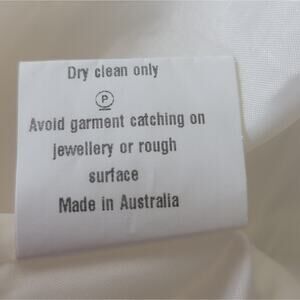 Dry clean only
P
Avoid garment catching on
jewellery or rough
surface
Made in Australia